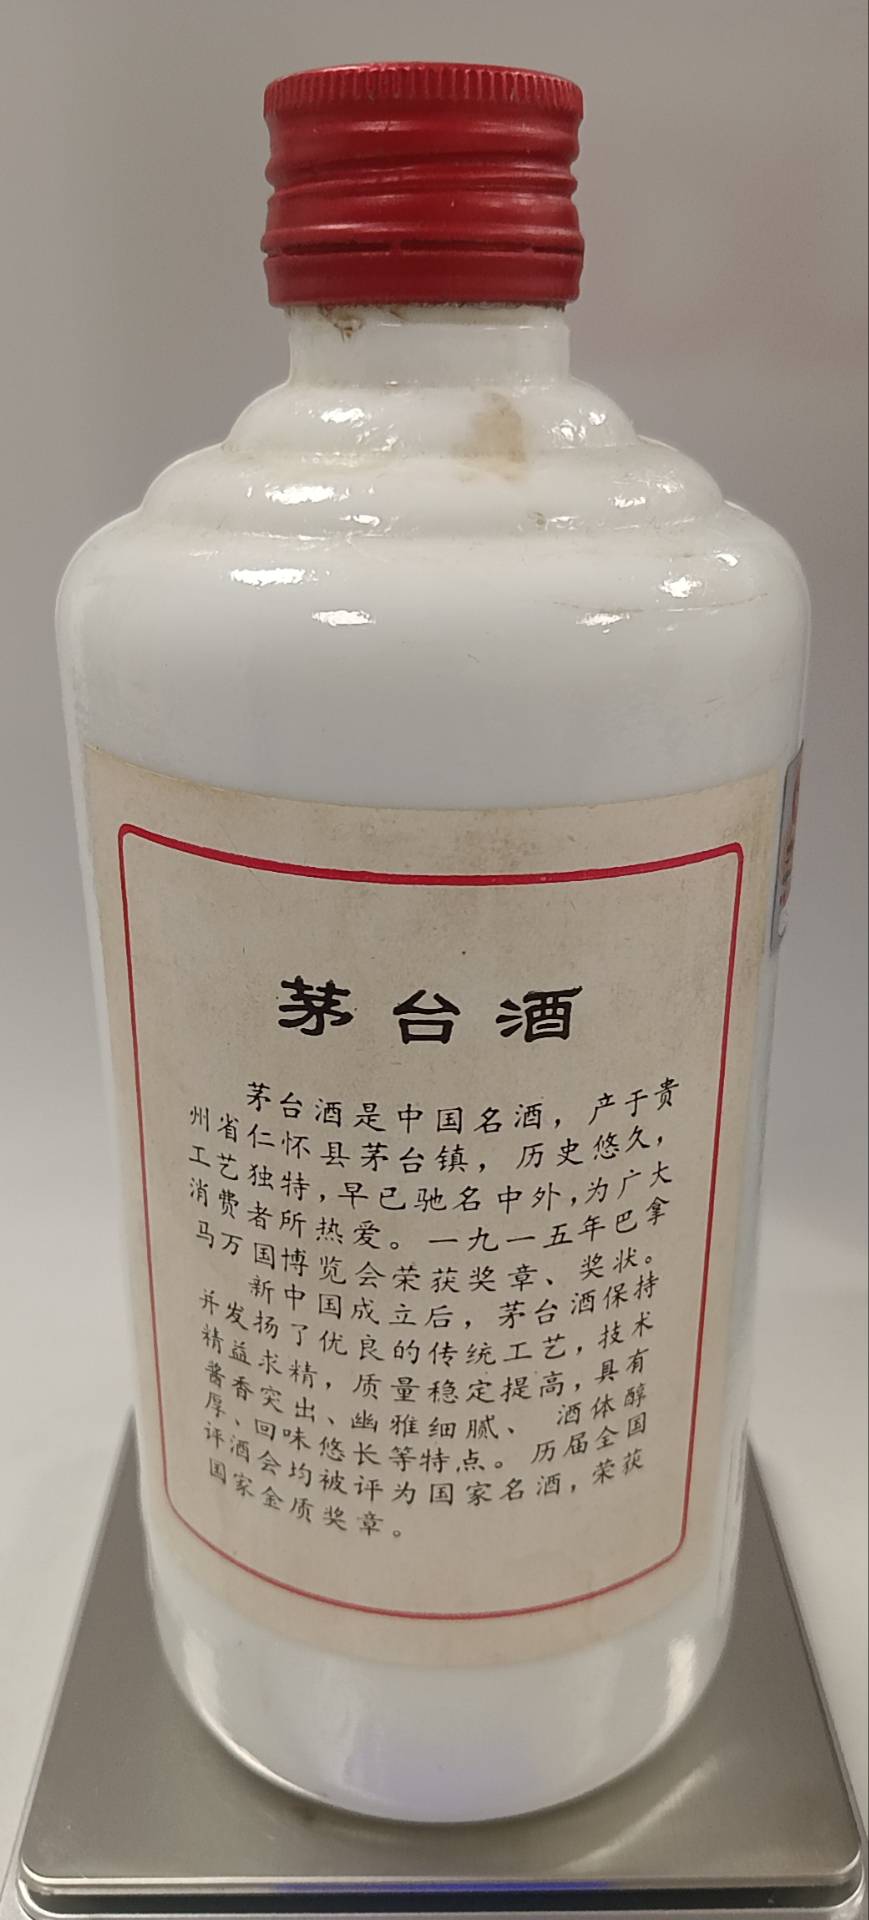 茅台酒
茅台酒是中国名酒，产于贵
州省仁怀县茅台镇，历史悠久，
工艺独特，早已驰名中外，为广大
消费者所热爱。一九一五年巴拿
马万国博览会荣获奖章、奖状。
新中国成立后，茅台酒保持
并发扬了优良的传统工艺，技术
精益求精，质量稳定提高，具有
酱香突出、幽雅细腻、酒体醇
厚、回味悠长等特点。历届全国
评酒会均被评为国家名酒，荣获
国家金质奖章。